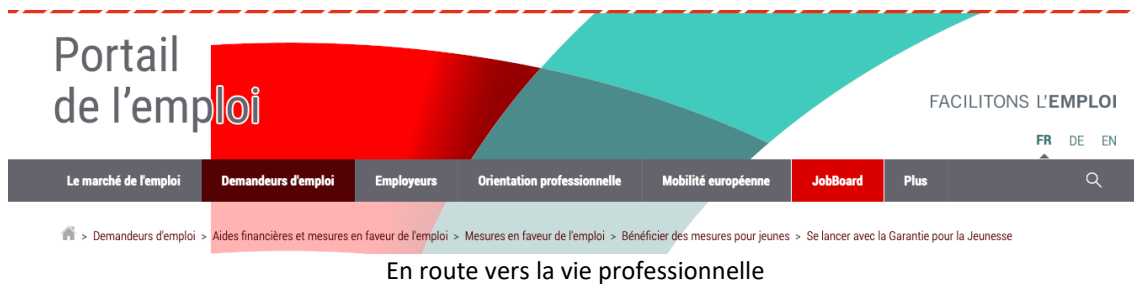 Portail
de l'emploi
FACILITONS L'EMPLOI
FR DE EN
Le marché de l'emploi Demandeurs d'emploi Employeurs Orientation professionnelle Mobilité européenne JobBoard Plus
> Demandeurs d'emploi > Aides financières et mesures en faveur de l'emploi > Mesures en faveur de l'emploi > Bénéficier des mesures pour jeunes > Se lancer avec la Garantie pour la Jeunesse
En route vers la vie professionnelle